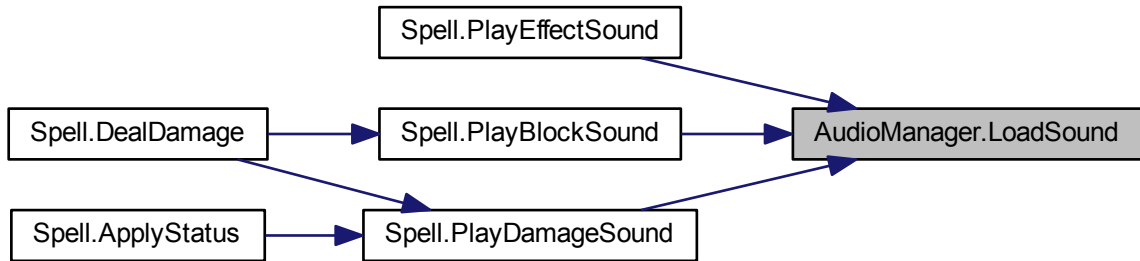 Spell.PlayEffectSound
Spell.DealDamage
Spell.PlayBlockSound
AudioManager.LoadSound
Spell.ApplyStatus
Spell.PlayDamageSound